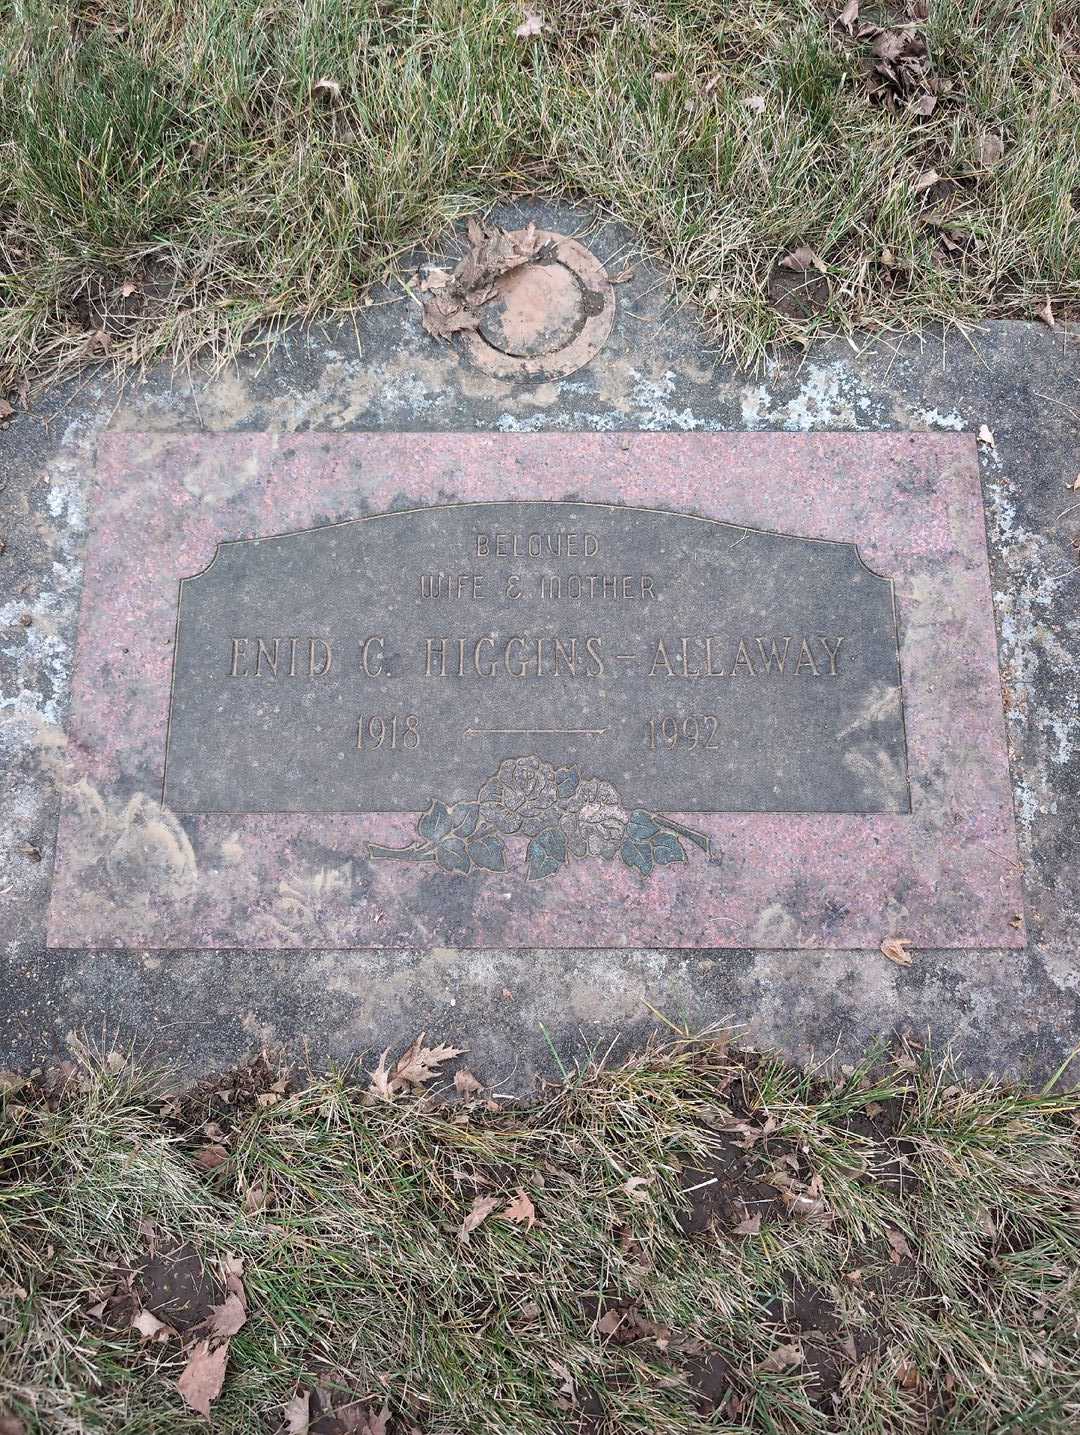 BELOVED
WIFE & MOTHER
ENID C. HIGGINS-ALLAWAY
1918 1992